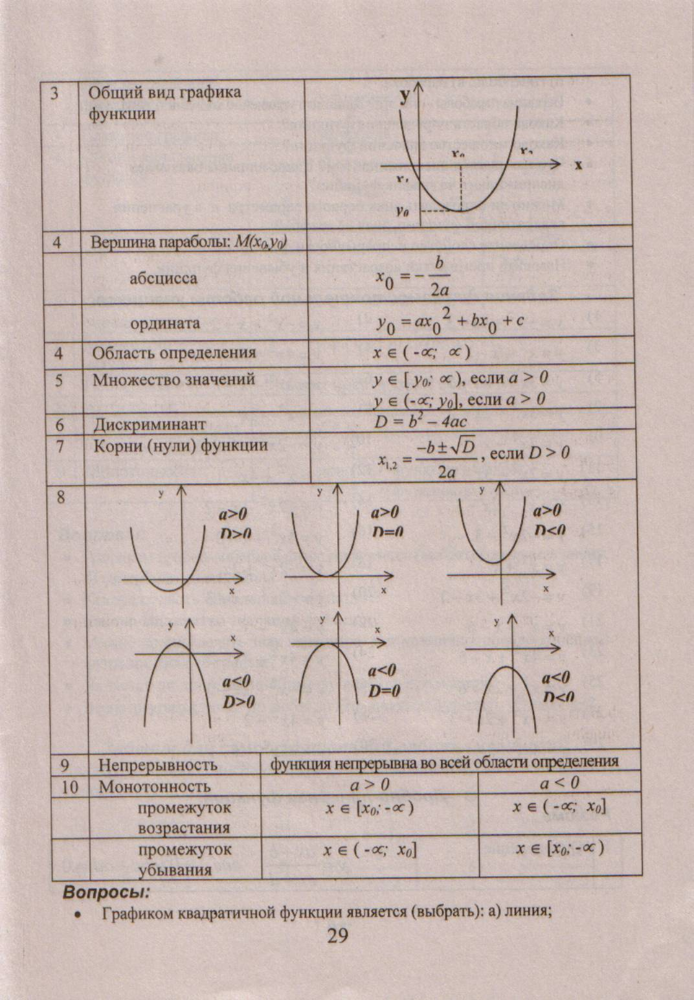 3 Общий вид графика
функции
y
x₀ x₂
x
x₁
y₀
4 Вершина параболы: M(x₀,y₀)
абсцисса x₀ = − b/2a
ордината y₀ = ax₀² + bx₀ + c
4 Область определения x ∈ ( -∝; ∝ )
5 Множество значений y ∈ [ y₀; ∝ ), если a > 0
y ∈ (-∝; y₀], если a > 0
6 Дискриминант D = b² – 4ac
7 Корни (нули) функции x₁,₂ = (−b ± √D)/2a , если D > 0
8
y y y
a>0 a>0 a>0
D>0 D=0 D<0
x x x
y y y
x x x
a<0 a<0 a<0
D>0 D=0 D<0
9 Непрерывность функция непрерывна во всей области определения
10 Монотонность a > 0 a < 0
промежуток x ∈ [x₀; -∝ ) x ∈ ( -∝; x₀]
возрастания
промежуток x ∈ ( -∝; x₀] x ∈ [x₀; -∝ )
убывания
Вопросы:
• Графиком квадратичной функции является (выбрать): а) линия;
29